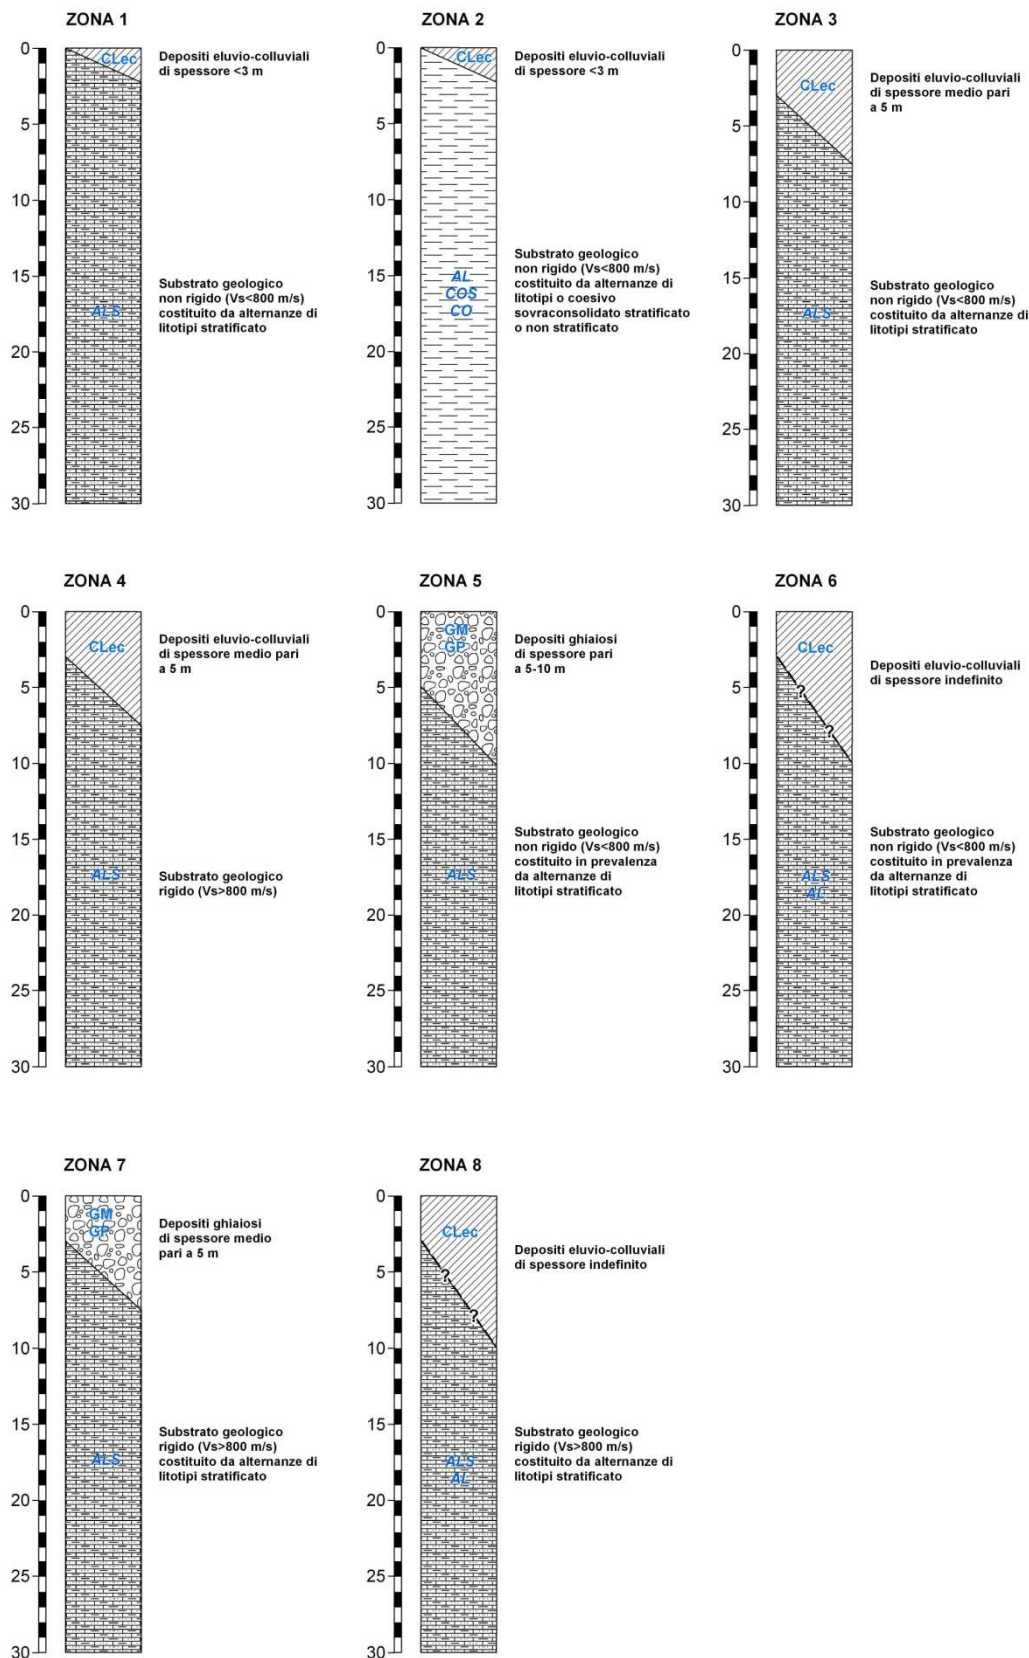 ZONA 1
0
5
10
15
20
25
30
CLec
ALS
Depositi eluvio-colluviali
di spessore <3 m
Substrato geologico
non rigido (Vs<800 m/s)
costituito da alternanze di
litotipi stratificato
ZONA 2
0
5
10
15
20
25
30
CLec
AL
COS
CO
Depositi eluvio-colluviali
di spessore <3 m
Substrato geologico
non rigido (Vs<800 m/s)
costituito da alternanze di
litotipi o coesivo
sovraconsolidato stratificato
o non stratificato
ZONA 3
0
5
10
15
20
25
30
CLec
ALS
Depositi eluvio-colluviali
di spessore medio pari
a 5 m
Substrato geologico
non rigido (Vs<800 m/s)
costituito da alternanze di
litotipi stratificato
ZONA 4
0
5
10
15
20
25
30
CLec
ALS
Depositi eluvio-colluviali
di spessore medio pari
a 5 m
Substrato geologico
rigido (Vs>800 m/s)
ZONA 5
0
5
10
15
20
25
30
GM
GP
ALS
Depositi ghiaiosi
di spessore pari
a 5-10 m
Substrato geologico
non rigido (Vs<800 m/s)
costituito in prevalenza
da alternanze di
litotipi stratificato
ZONA 6
0
5
10
15
20
25
30
CLec
?
?
ALS
AL
Depositi eluvio-colluviali
di spessore indefinito
Substrato geologico
non rigido (Vs<800 m/s)
costituito in prevalenza
da alternanze di
litotipi stratificato
ZONA 7
0
5
10
15
20
25
30
GM
GP
ALS
Depositi ghiaiosi
di spessore medio
pari a 5 m
Substrato geologico
rigido (Vs>800 m/s)
costituito da alternanze di
litotipi stratificato
ZONA 8
0
5
10
15
20
25
30
CLec
?
?
ALS
AL
Depositi eluvio-colluviali
di spessore indefinito
Substrato geologico
rigido (Vs>800 m/s)
costituito da alternanze di
litotipi stratificato